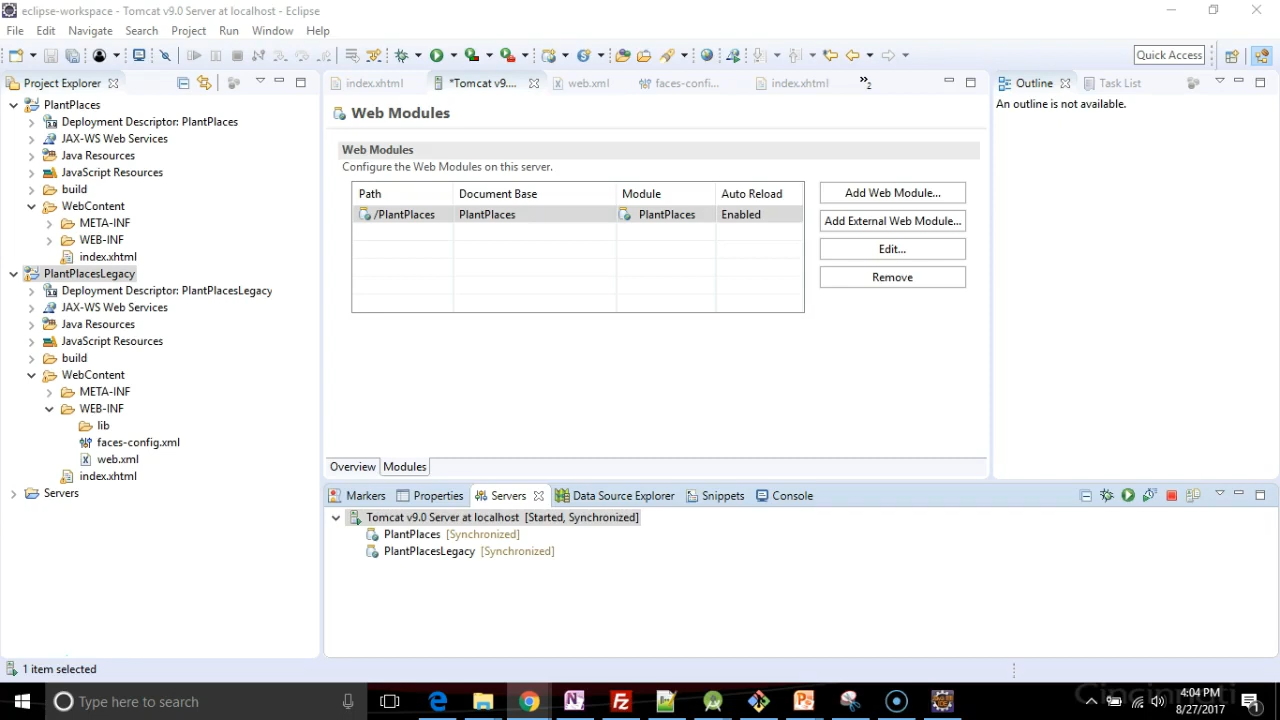 eclipse-workspace - Tomcat v9.0 Server at localhost - Eclipse
File Edit Navigate Search Project Run Window Help
Quick Access
Project Explorer
index.xhtml
*Tomcat v9....
web.xml
faces-confi...
index.xhtml
»2
Outline
Task List
PlantPlaces
Deployment Descriptor: PlantPlaces
JAX-WS Web Services
Java Resources
JavaScript Resources
build
WebContent
META-INF
WEB-INF
index.xhtml
PlantPlacesLegacy
Deployment Descriptor: PlantPlacesLegacy
JAX-WS Web Services
Java Resources
JavaScript Resources
build
WebContent
META-INF
WEB-INF
lib
faces-config.xml
web.xml
index.xhtml
Servers
Web Modules
Web Modules
Configure the Web Modules on this server.
Path Document Base Module Auto Reload
/PlantPlaces PlantPlaces PlantPlaces Enabled
Add Web Module...
Add External Web Module...
Edit...
Remove
Overview Modules
An outline is not available.
Markers Properties Servers Data Source Explorer Snippets Console
Tomcat v9.0 Server at localhost [Started, Synchronized]
PlantPlaces [Synchronized]
PlantPlacesLegacy [Synchronized]
1 item selected
Type here to search
Cincinnati
4:04 PM
8/27/2017